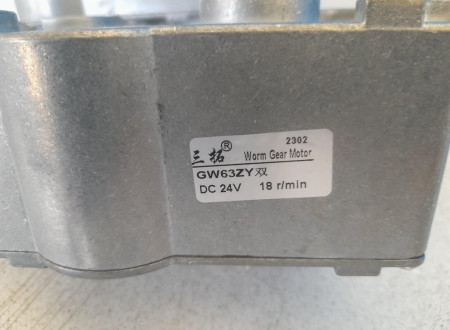 2302
三拓® Worm Gear Motor
GW63ZY双
DC 24V 18 r/min